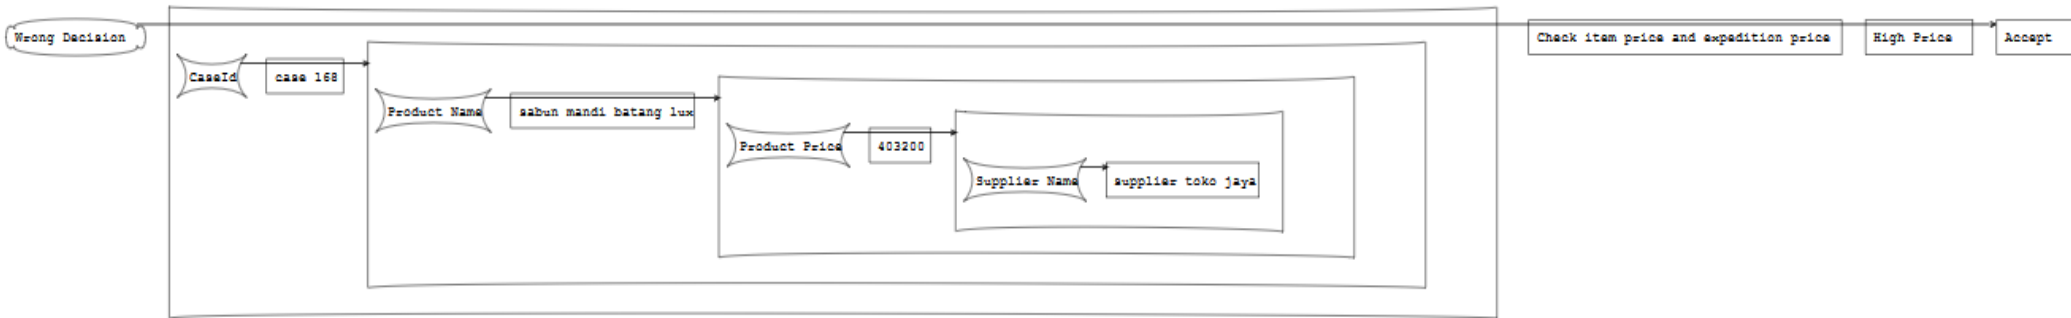 Wrong Decision
Check item price and expedition price
High Price
Accept
CaseId
case 168
Product Name
sabun mandi batang lux
Product Price
403200
Supplier Name
supplier toko jaya